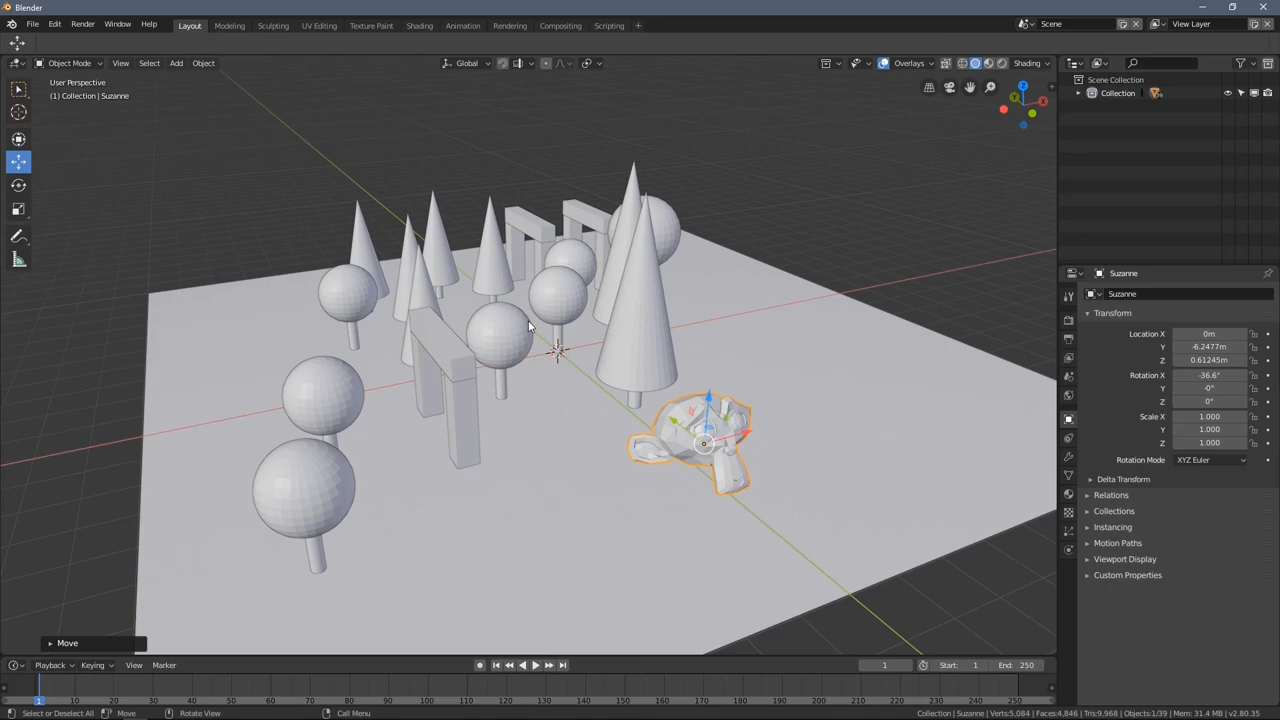 Blender
File Edit Render Window Help
Layout Modeling Sculpting UV Editing Texture Paint Shading Animation Rendering Compositing Scripting +
Scene
View Layer
Object Mode View Select Add Object
Global
Overlays
Shading
User Perspective
(1) Collection | Suzanne
Scene Collection
Collection
Suzanne
Suzanne
Transform
Location X 0m
Y -6.2477m
Z 0.61245m
Rotation X -36.6°
Y -0°
Z 0°
Scale X 1.000
Y 1.000
Z 1.000
Rotation Mode XYZ Euler
Delta Transform
Relations
Collections
Instancing
Motion Paths
Viewport Display
Custom Properties
Move
Playback Keying View Marker
1
Start: 1
End: 250
1 10 20 30 40 50 60 70 80 90 100 110 120 130 140 150 160 170 180 190 200 210 220 230 240 250
Select or Deselect All Move Rotate View Call Menu
Collection | Suzanne | Verts:5,084 | Faces:4,846 | Tris:9,968 | Objects:1/39 | Mem: 31.4 MB | v2.80.35